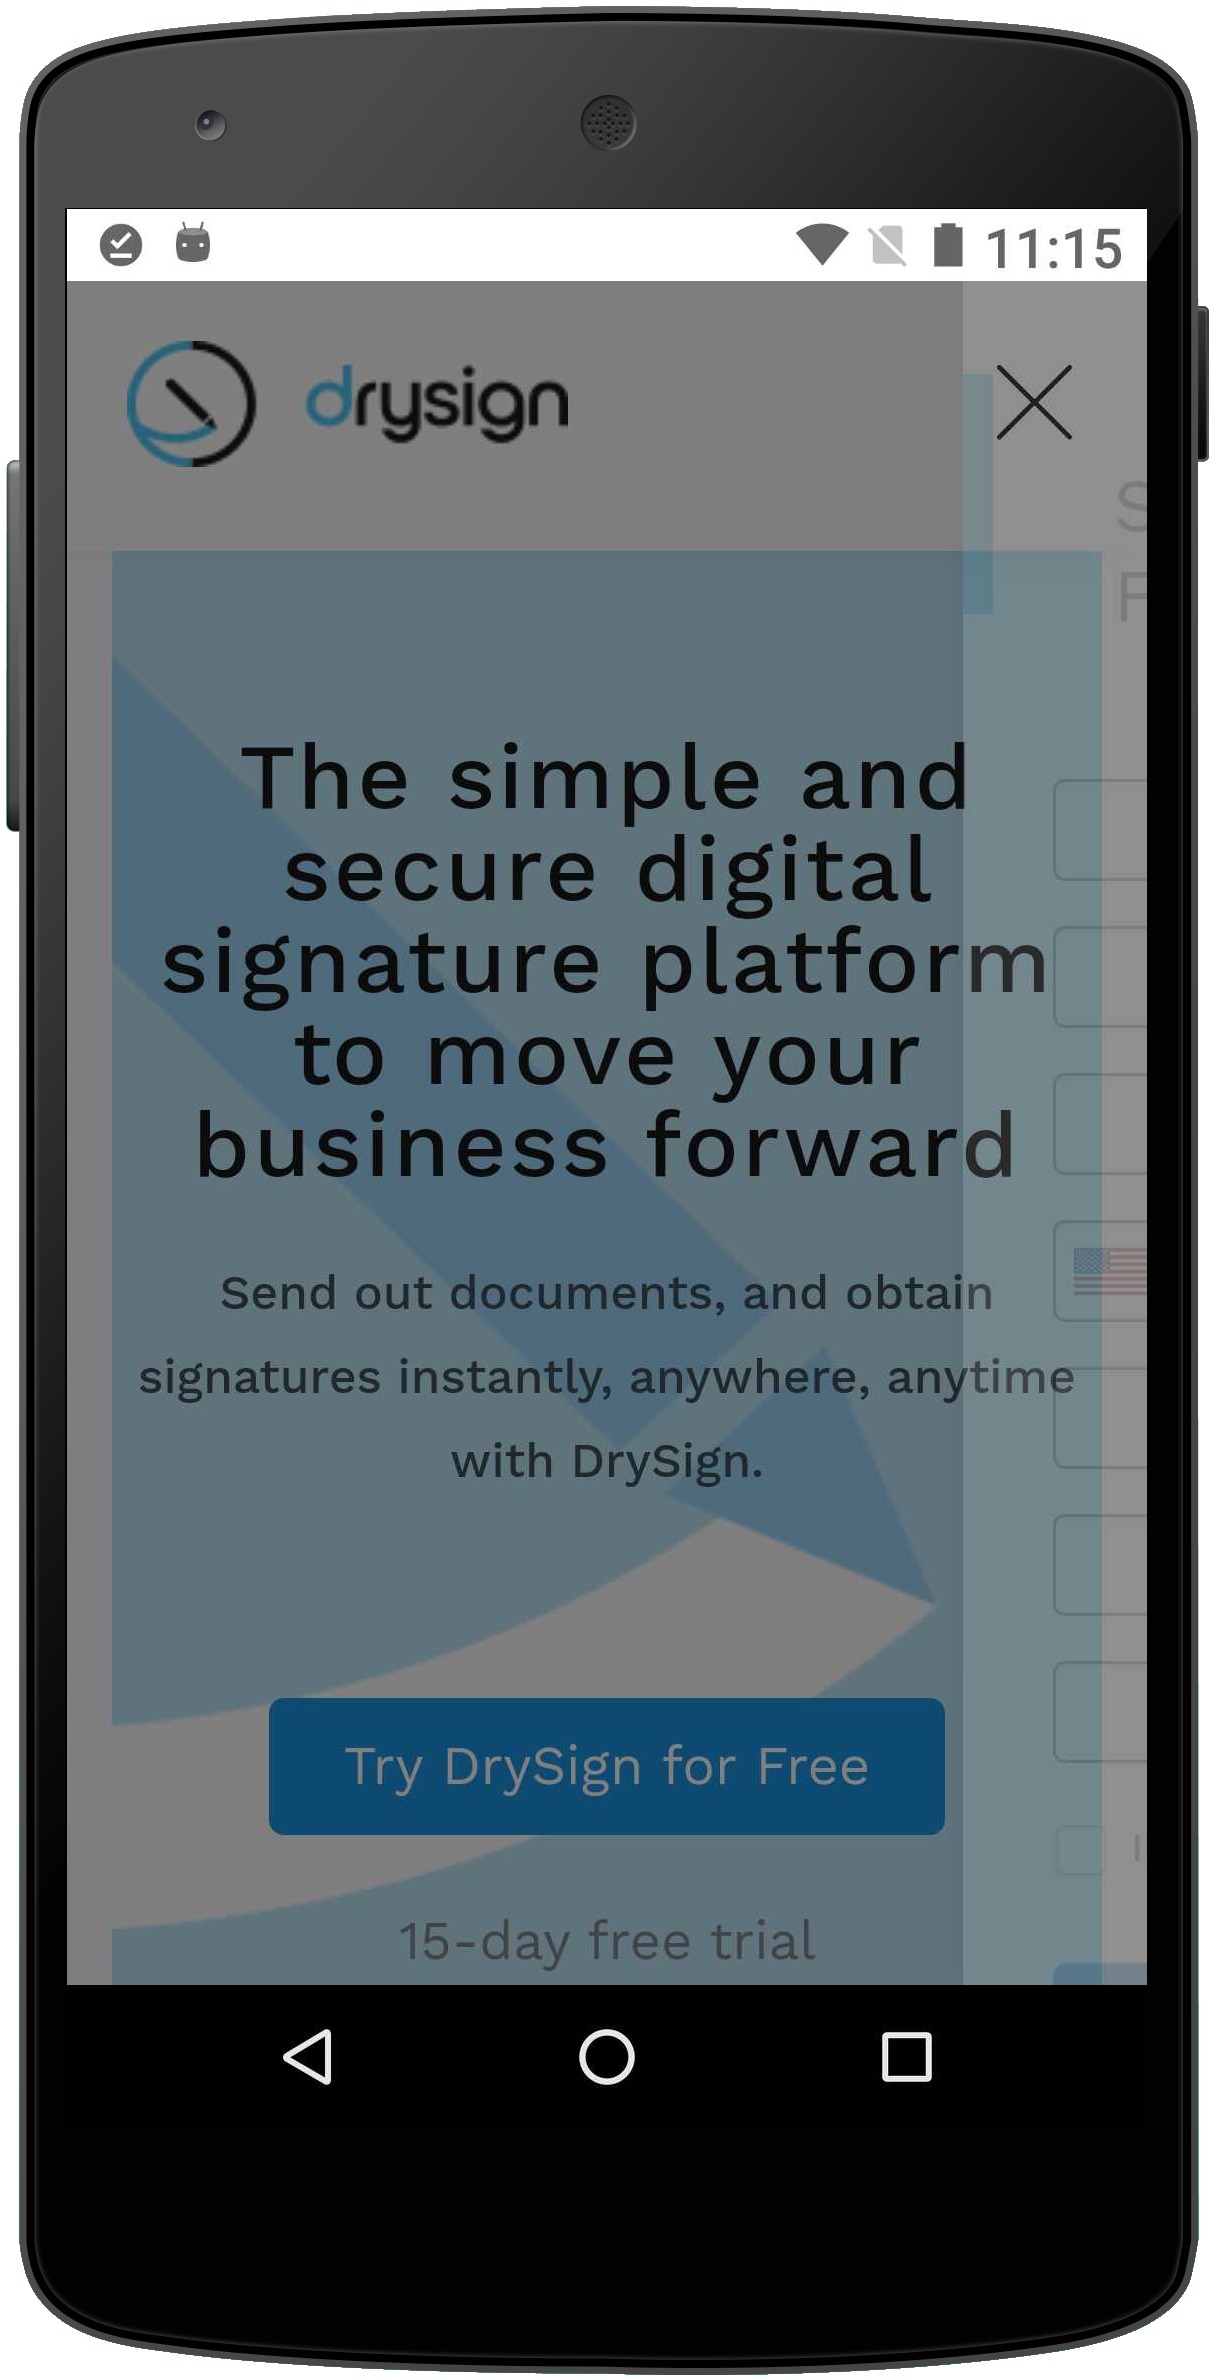 11:15
drysign
S
F
The simple and
secure digital
signature platform
to move your
business forward
Send out documents, and obtain
signatures instantly, anywhere, anytime
with DrySign.
Try DrySign for Free
I
15-day free trial